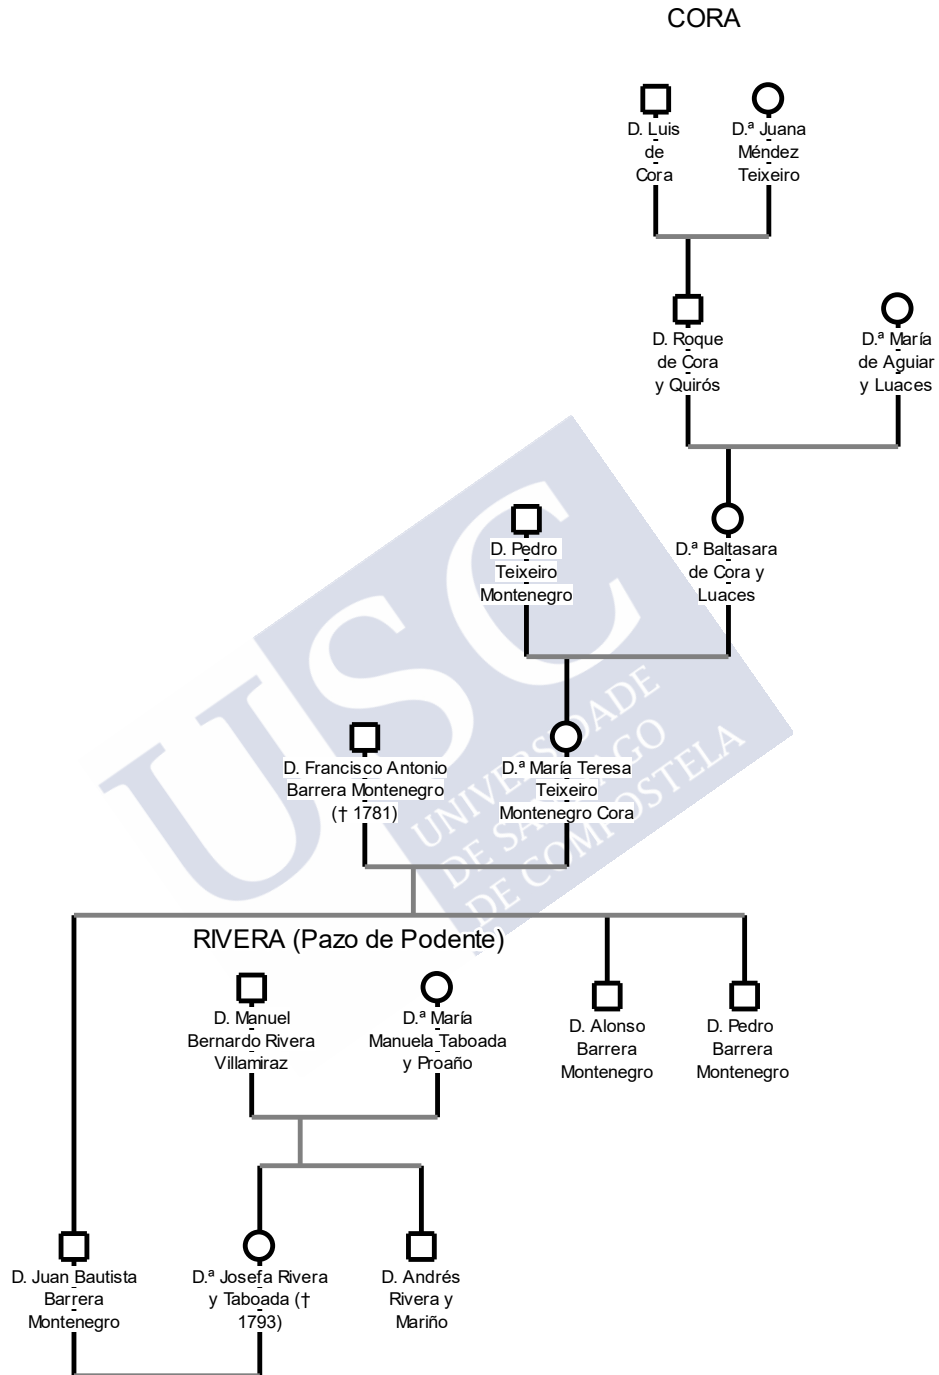 CORA
D. Luis
de
Cora
D.ª Juana
Méndez
Teixeiro
D. Roque
de Cora
y Quirós
D.ª María
de Aguiar
y Luaces
D. Pedro
Teixeiro
Montenegro
D.ª Baltasara
de Cora y
Luaces
D. Francisco Antonio
Barrera Montenegro
(† 1781)
D.ª María Teresa
Teixeiro
Montenegro Cora
RIVERA (Pazo de Podente)
D. Manuel
Bernardo Rivera
Villamiraz
D.ª María
Manuela Taboada
y Proaño
D. Alonso
Barrera
Montenegro
D. Pedro
Barrera
Montenegro
D. Juan Bautista
Barrera
Montenegro
D.ª Josefa Rivera
y Taboada (†
1793)
D. Andrés
Rivera y
Mariño
USC
UNIVERSIDADE
DE SANTIAGO
DE COMPOSTELA